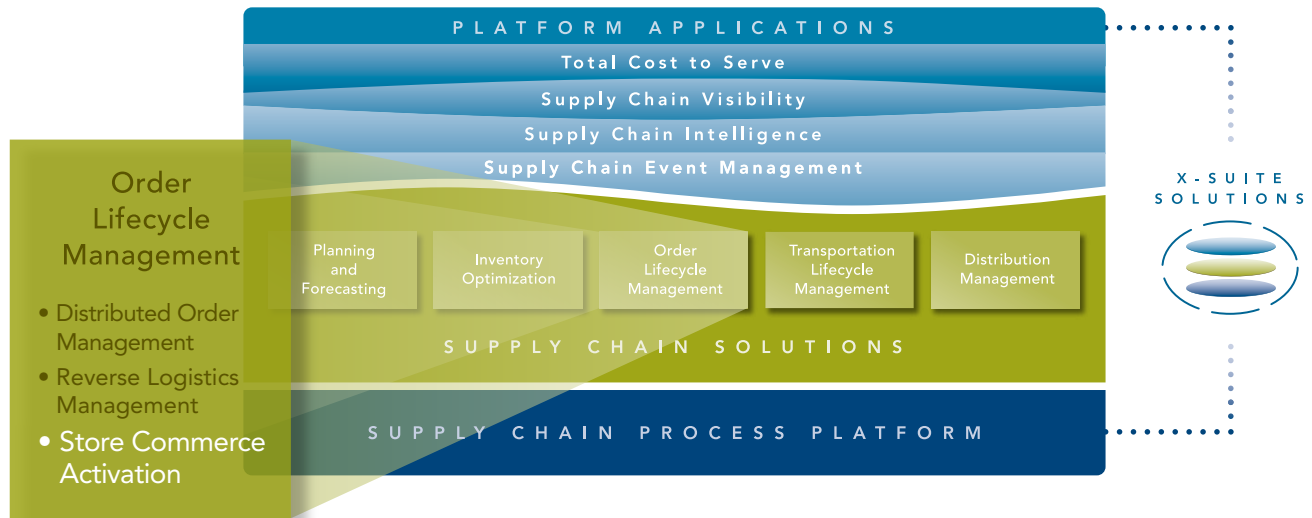 PLATFORM APPLICATIONS
Total Cost to Serve
Supply Chain Visibility
Supply Chain Intelligence
Supply Chain Event Management
Order
Lifecycle
Management
• Distributed Order
Management
• Reverse Logistics
Management
• Store Commerce
Activation
Planning
and
Forecasting
Inventory
Optimization
Order
Lifecycle
Management
Transportation
Lifecycle
Management
Distribution
Management
SUPPLY CHAIN SOLUTIONS
SUPPLY CHAIN PROCESS PLATFORM
X-SUITE
SOLUTIONS